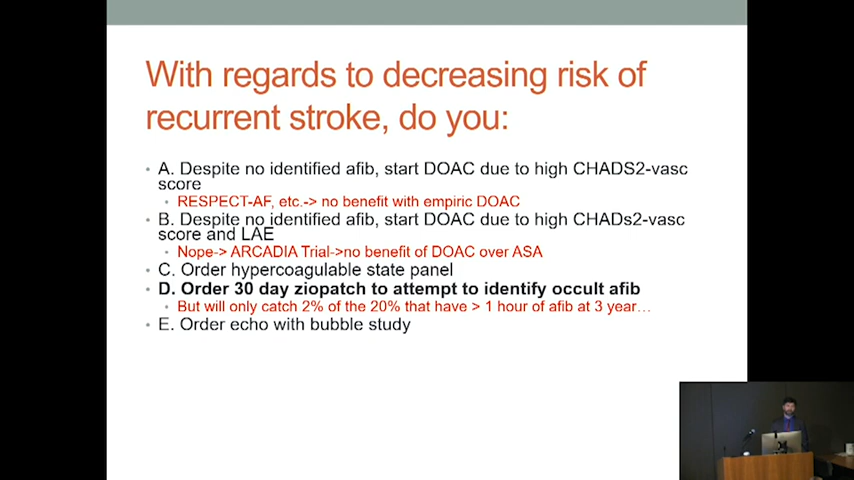 With regards to decreasing risk of
recurrent stroke, do you:
• A. Despite no identified afib, start DOAC due to high CHADS2-vasc
score
• RESPECT-AF, etc.-> no benefit with empiric DOAC
• B. Despite no identified afib, start DOAC due to high CHADs2-vasc
score and LAE
• Nope-> ARCADIA Trial->no benefit of DOAC over ASA
• C. Order hypercoagulable state panel
• D. Order 30 day ziopatch to attempt to identify occult afib
• But will only catch 2% of the 20% that have > 1 hour of afib at 3 year…
• E. Order echo with bubble study